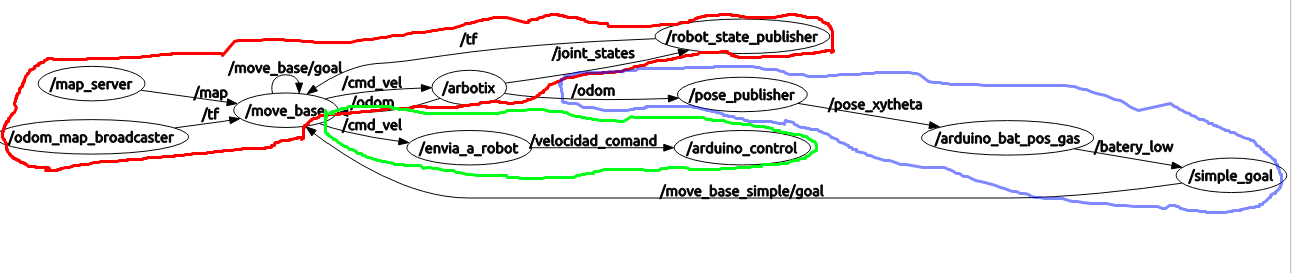 /tf
/robot_state_publisher
/joint_states
/move_base/goal
/map_server
/cmd_vel
/arbotix
/map
/odom
/odom
/pose_publisher
/move_base
/pose_xytheta
/tf
/odom_map_broadcaster
/cmd_vel
/envia_a_robot
/velocidad_comand
/arduino_control
/arduino_bat_pos_gas
/batery_low
/simple_goal
/move_base_simple/goal